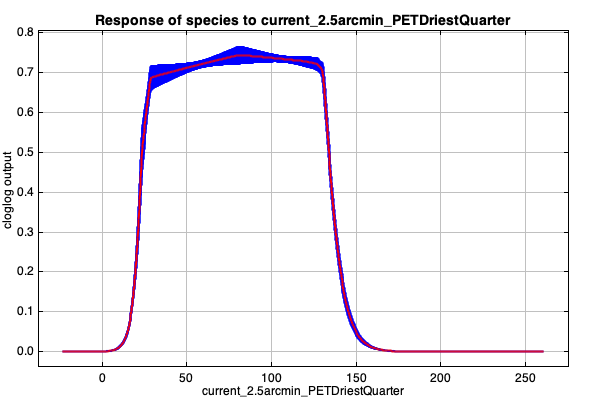 Response of species to current_2.5arcmin_PETDriestQuarter
0.8
0.7
0.6
0.5
0.4
0.3
0.2
0.1
0.0
cloglog output
0 50 100 150 200 250
current_2.5arcmin_PETDriestQuarter